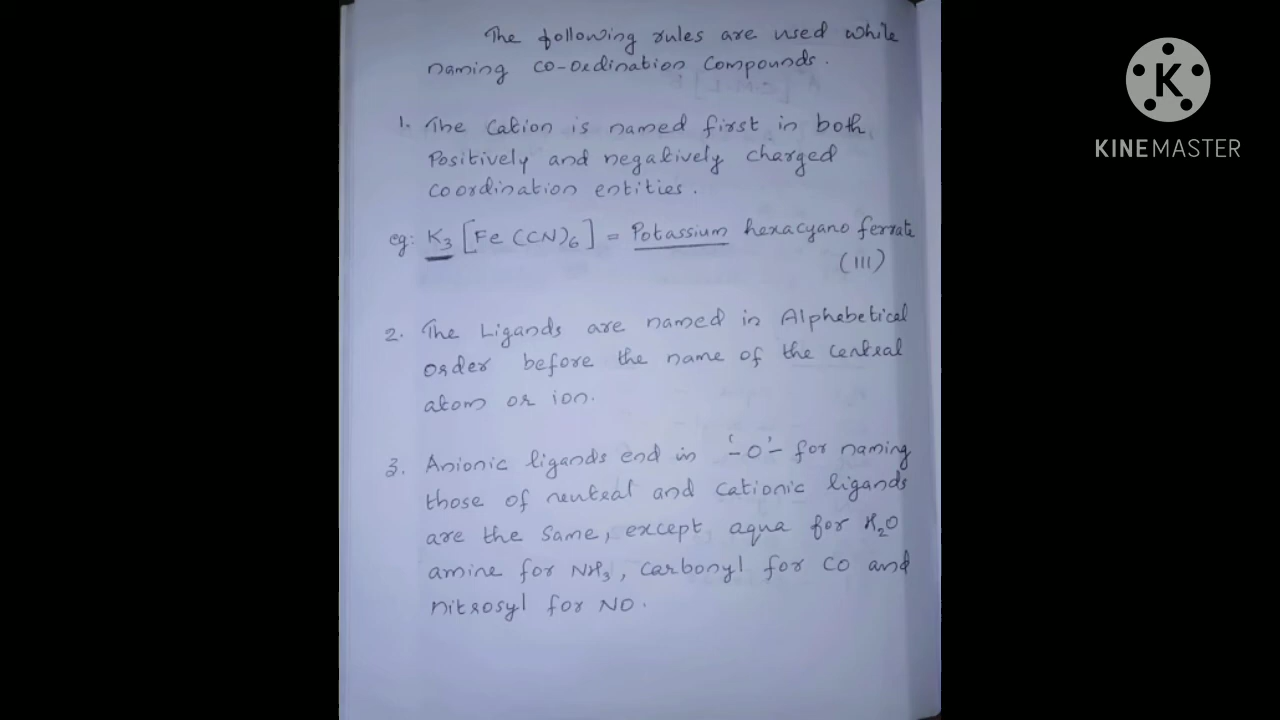 The following rules are used while
naming co-ordination compounds.
1. The Cation is named first in both
Positively and negatively charged
coordination entities.
eg: K₃ [Fe (CN)₆] = Potassium hexacyano ferrate
(III)
2. The Ligands are named in Alphabetical
order before the name of the central
atom or ion.
3. Anionic ligands end in '-O'- for naming
those of neutral and cationic ligands
are the same, except aqua for H₂O
amine for NH₃, carbonyl for CO and
nitrosyl for NO.
K
KINEMASTER